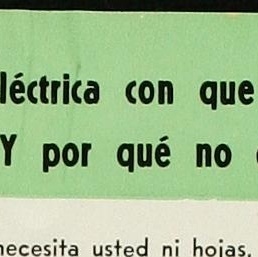 léctrica con que
Y por qué no
necesita usted ni hojas,